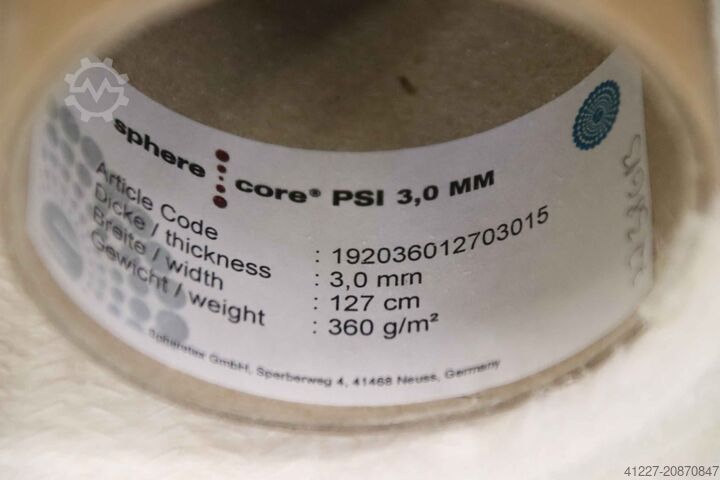 sphere core® PSI 3,0 MM
Article Code : 192036012703015
Dicke / thickness : 3,0 mm
Breite / width : 127 cm
Gewicht / weight : 360 g/m²
Spheretex GmbH, Sperberweg 4, 41468 Neuss, Germany
41227-20870847